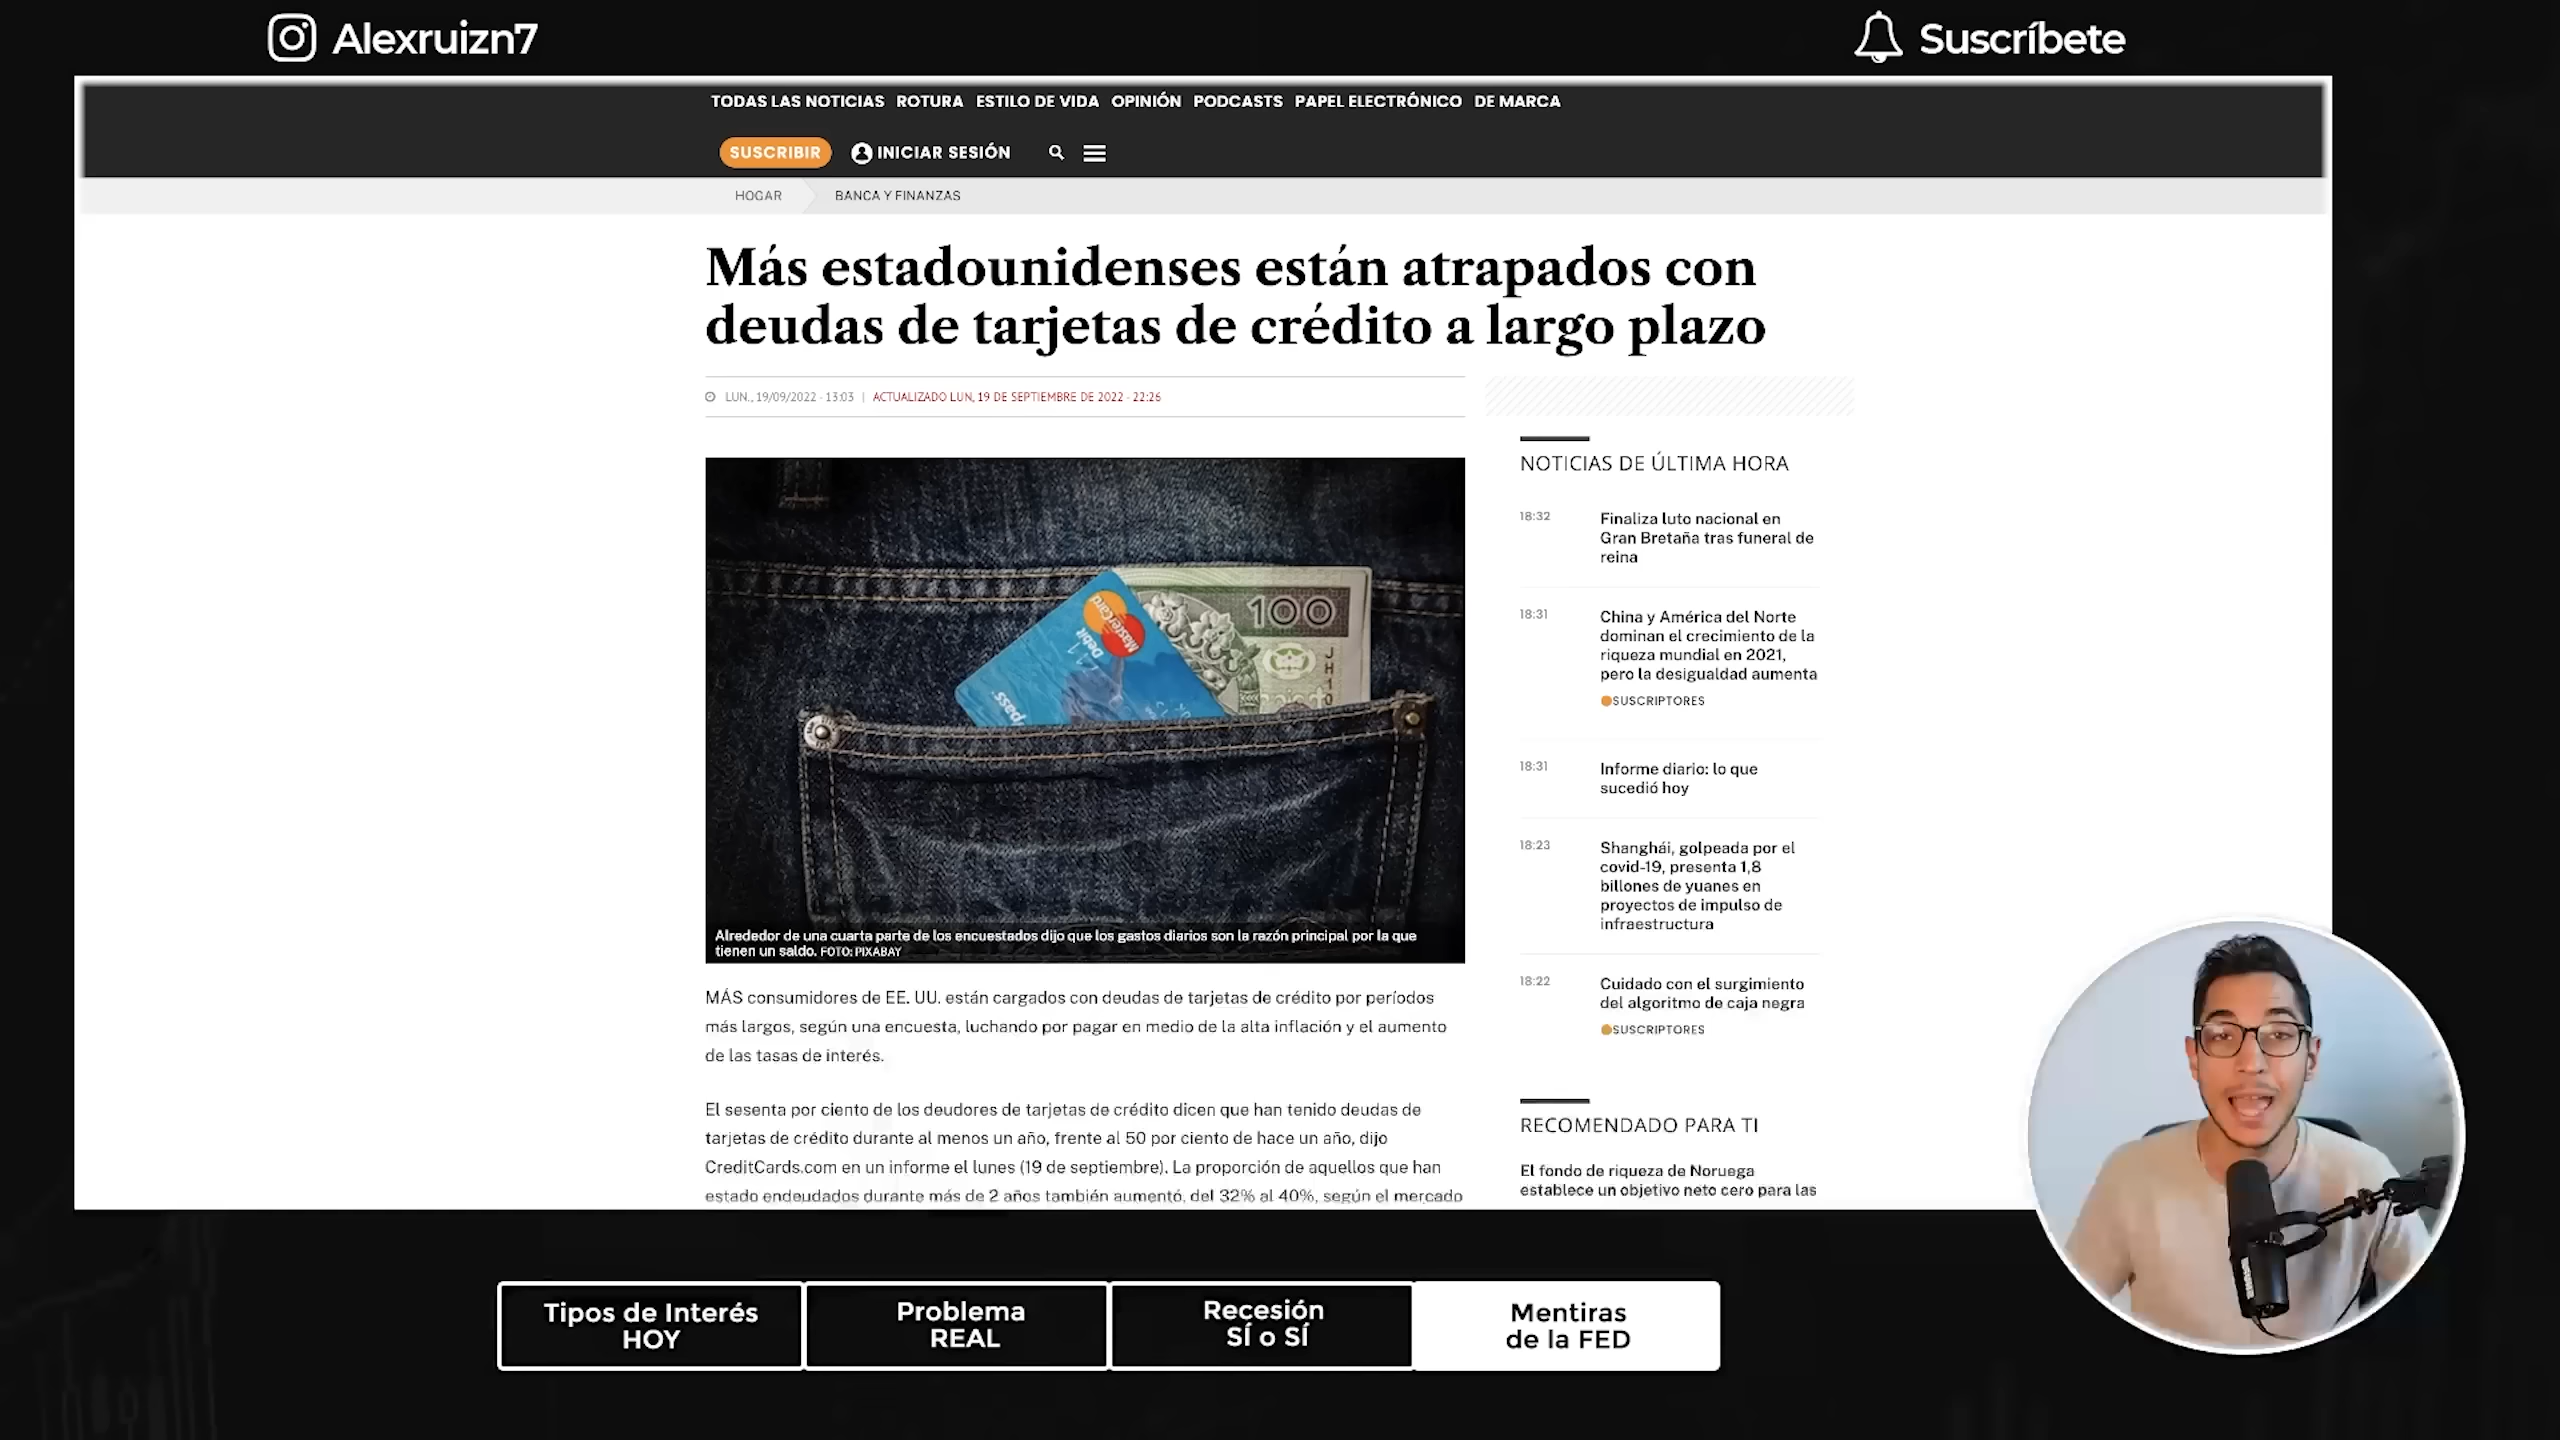 Alexruizn7
Suscríbete
TODAS LAS NOTICIAS ROTURA ESTILO DE VIDA OPINIÓN PODCASTS PAPEL ELECTRÓNICO DE MARCA
SUSCRIBIR INICIAR SESIÓN
HOGAR BANCA Y FINANZAS
Más estadounidenses están atrapados con
deudas de tarjetas de crédito a largo plazo
LUN., 19/09/2022 - 13:03 | ACTUALIZADO LUN, 19 DE SEPTIEMBRE DE 2022 - 22:26
MasterCard
Debit
pass
100
Alrededor de una cuarta parte de los encuestados dijo que los gastos diarios son la razón principal por la que
tienen un saldo. FOTO: PIXABAY
MÁS consumidores de EE. UU. están cargados con deudas de tarjetas de crédito por períodos
más largos, según una encuesta, luchando por pagar en medio de la alta inflación y el aumento
de las tasas de interés.
El sesenta por ciento de los deudores de tarjetas de crédito dicen que han tenido deudas de
tarjetas de crédito durante al menos un año, frente al 50 por ciento de hace un año, dijo
CreditCards.com en un informe el lunes (19 de septiembre). La proporción de aquellos que han
estado endeudados durante más de 2 años también aumentó, del 32% al 40%, según el mercado
NOTICIAS DE ÚLTIMA HORA
18:32
Finaliza luto nacional en
Gran Bretaña tras funeral de
reina
18:31
China y América del Norte
dominan el crecimiento de la
riqueza mundial en 2021,
pero la desigualdad aumenta
SUSCRIPTORES
18:31
Informe diario: lo que
sucedió hoy
18:23
Shanghái, golpeada por el
covid-19, presenta 1,8
billones de yuanes en
proyectos de impulso de
infraestructura
18:22
Cuidado con el surgimiento
del algoritmo de caja negra
SUSCRIPTORES
RECOMENDADO PARA TI
El fondo de riqueza de Noruega
establece un objetivo neto cero para las
Tipos de Interés
HOY
Problema
REAL
Recesión
SÍ o SÍ
Mentiras
de la FED